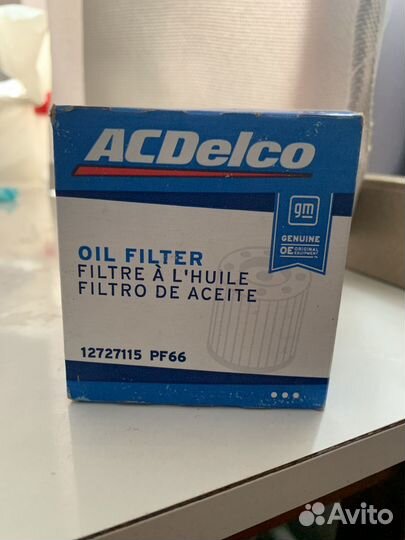 ACDelco
gm
GENUINE
OE ORIGINAL EQUIPMENT
OIL FILTER
FILTRE À L'HUILE
FILTRO DE ACEITE
12727115 PF66
Avito